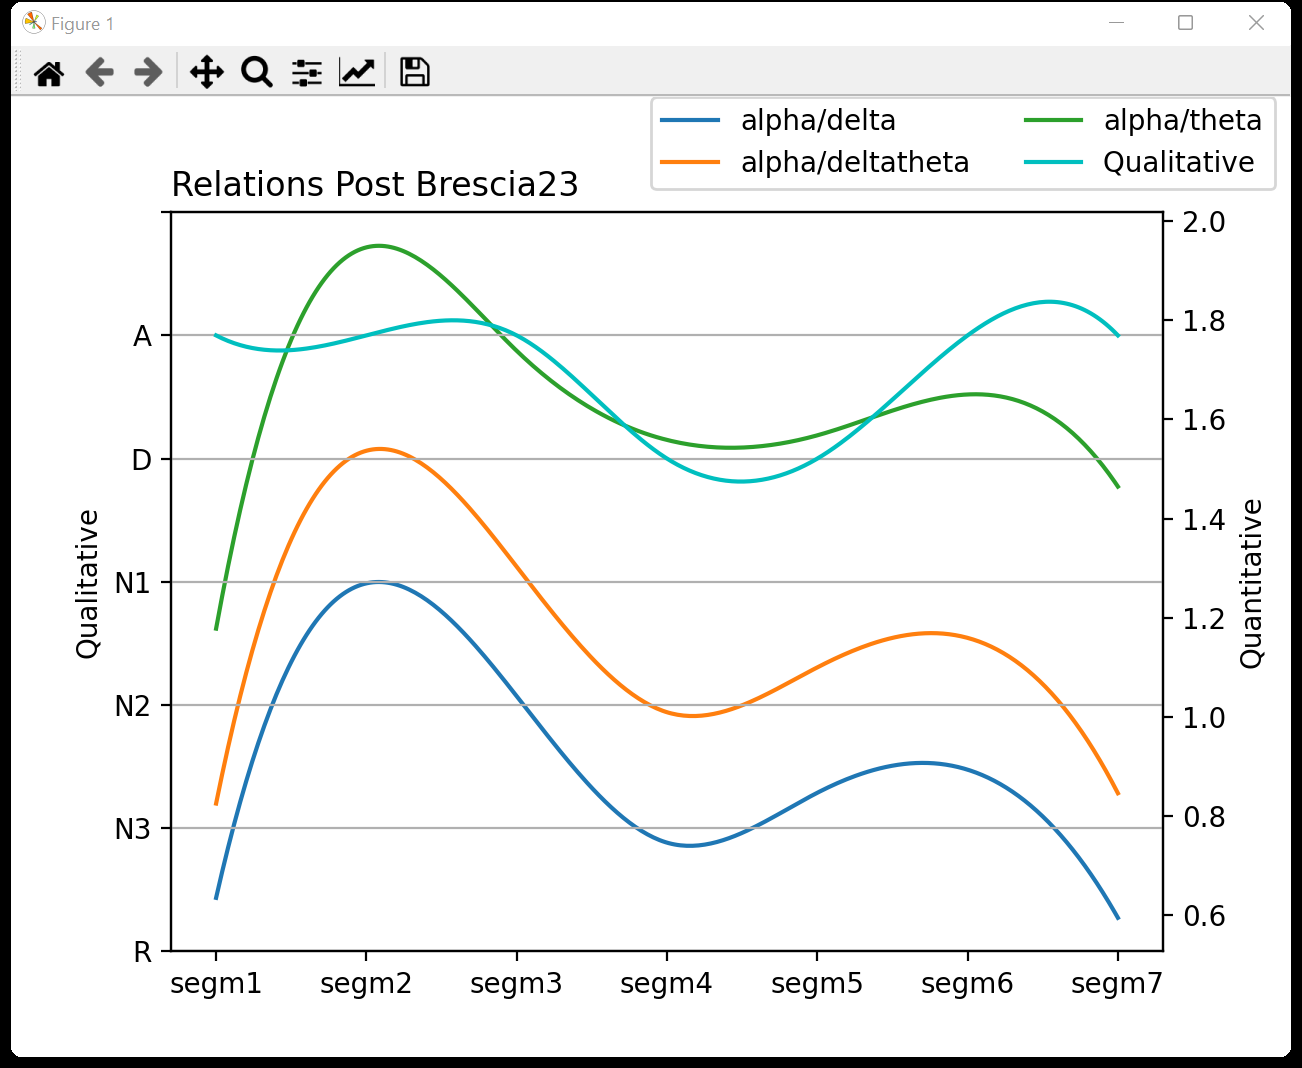 Figure 1
alpha/delta
alpha/deltatheta
alpha/theta
Qualitative
Relations Post Brescia23
Qualitative
A
D
N1
N2
N3
R
2.0
1.8
1.6
1.4
1.2
1.0
0.8
0.6
Quantitative
segm1 segm2 segm3 segm4 segm5 segm6 segm7